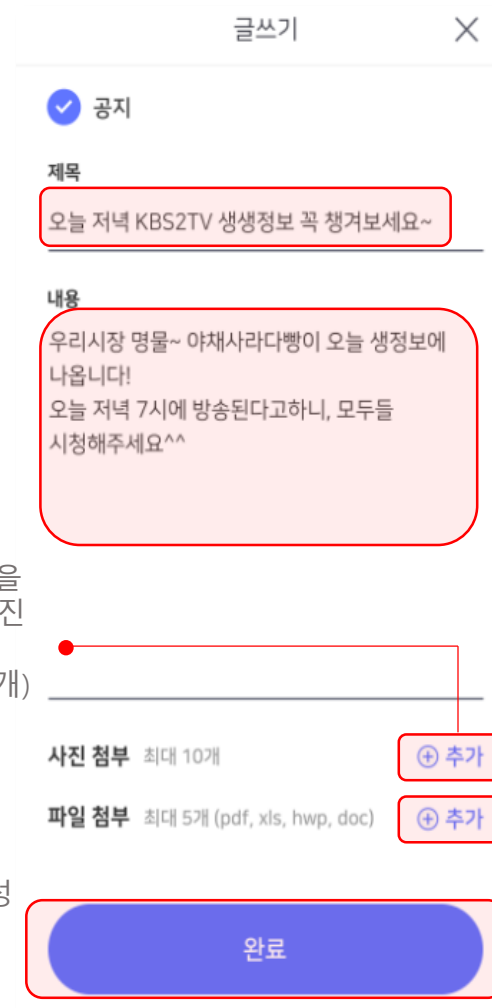 글쓰기
공지
제목
오늘 저녁 KBS2TV 생생정보 꼭 챙겨보세요~
내용
우리시장 명물~ 야채사라다빵이 오늘 생정보에
나옵니다!
오늘 저녁 7시에 방송된다고하니, 모두들
시청해주세요^^
을
진
개)
사진 첨부 최대 10개 추가
파일 첨부 최대 5개 (pdf, xls, hwp, doc) 추가
완료